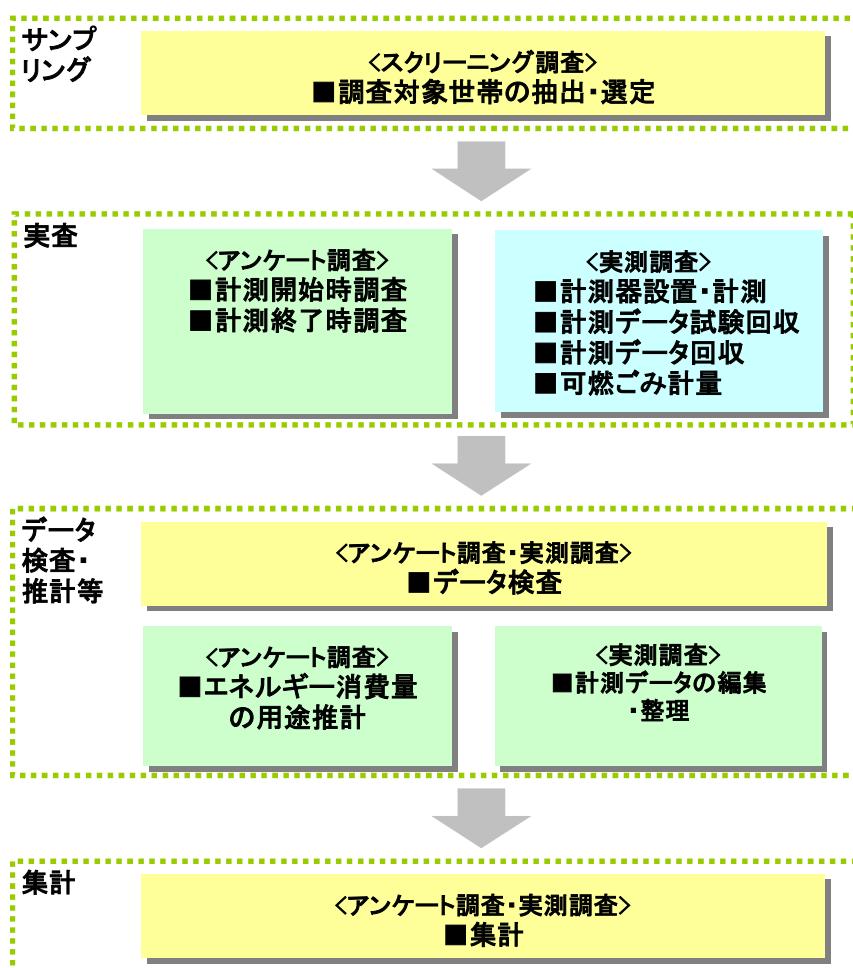 サンプ
リング
<スクリーニング調査>
■調査対象世帯の抽出・選定
実査
<アンケート調査>
■計測開始時調査
■計測終了時調査
<実測調査>
■計測器設置・計測
■計測データ試験回収
■計測データ回収
■可燃ごみ計量
データ
検査・
推計等
<アンケート調査・実測調査>
■データ検査
<アンケート調査>
■エネルギー消費量
の用途推計
<実測調査>
■計測データの編集
・整理
集計
<アンケート調査・実測調査>
■集計